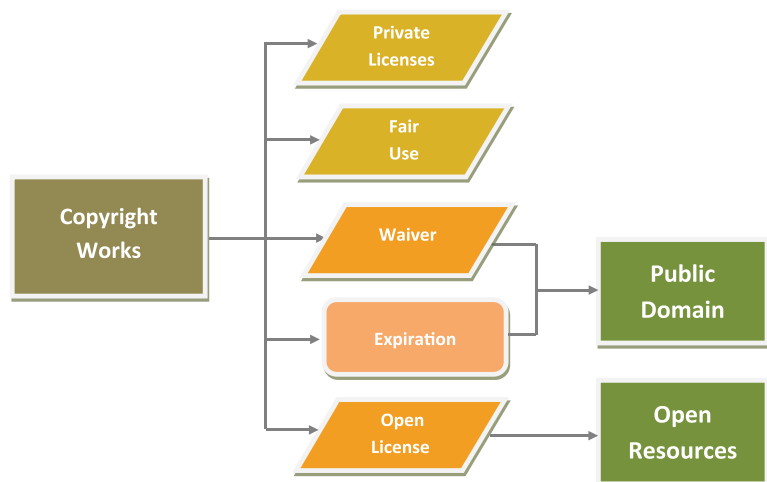 Private
Licenses
Fair
Use
Copyright
Works
Waiver
Public
Domain
Expiration
Open
License
Open
Resources